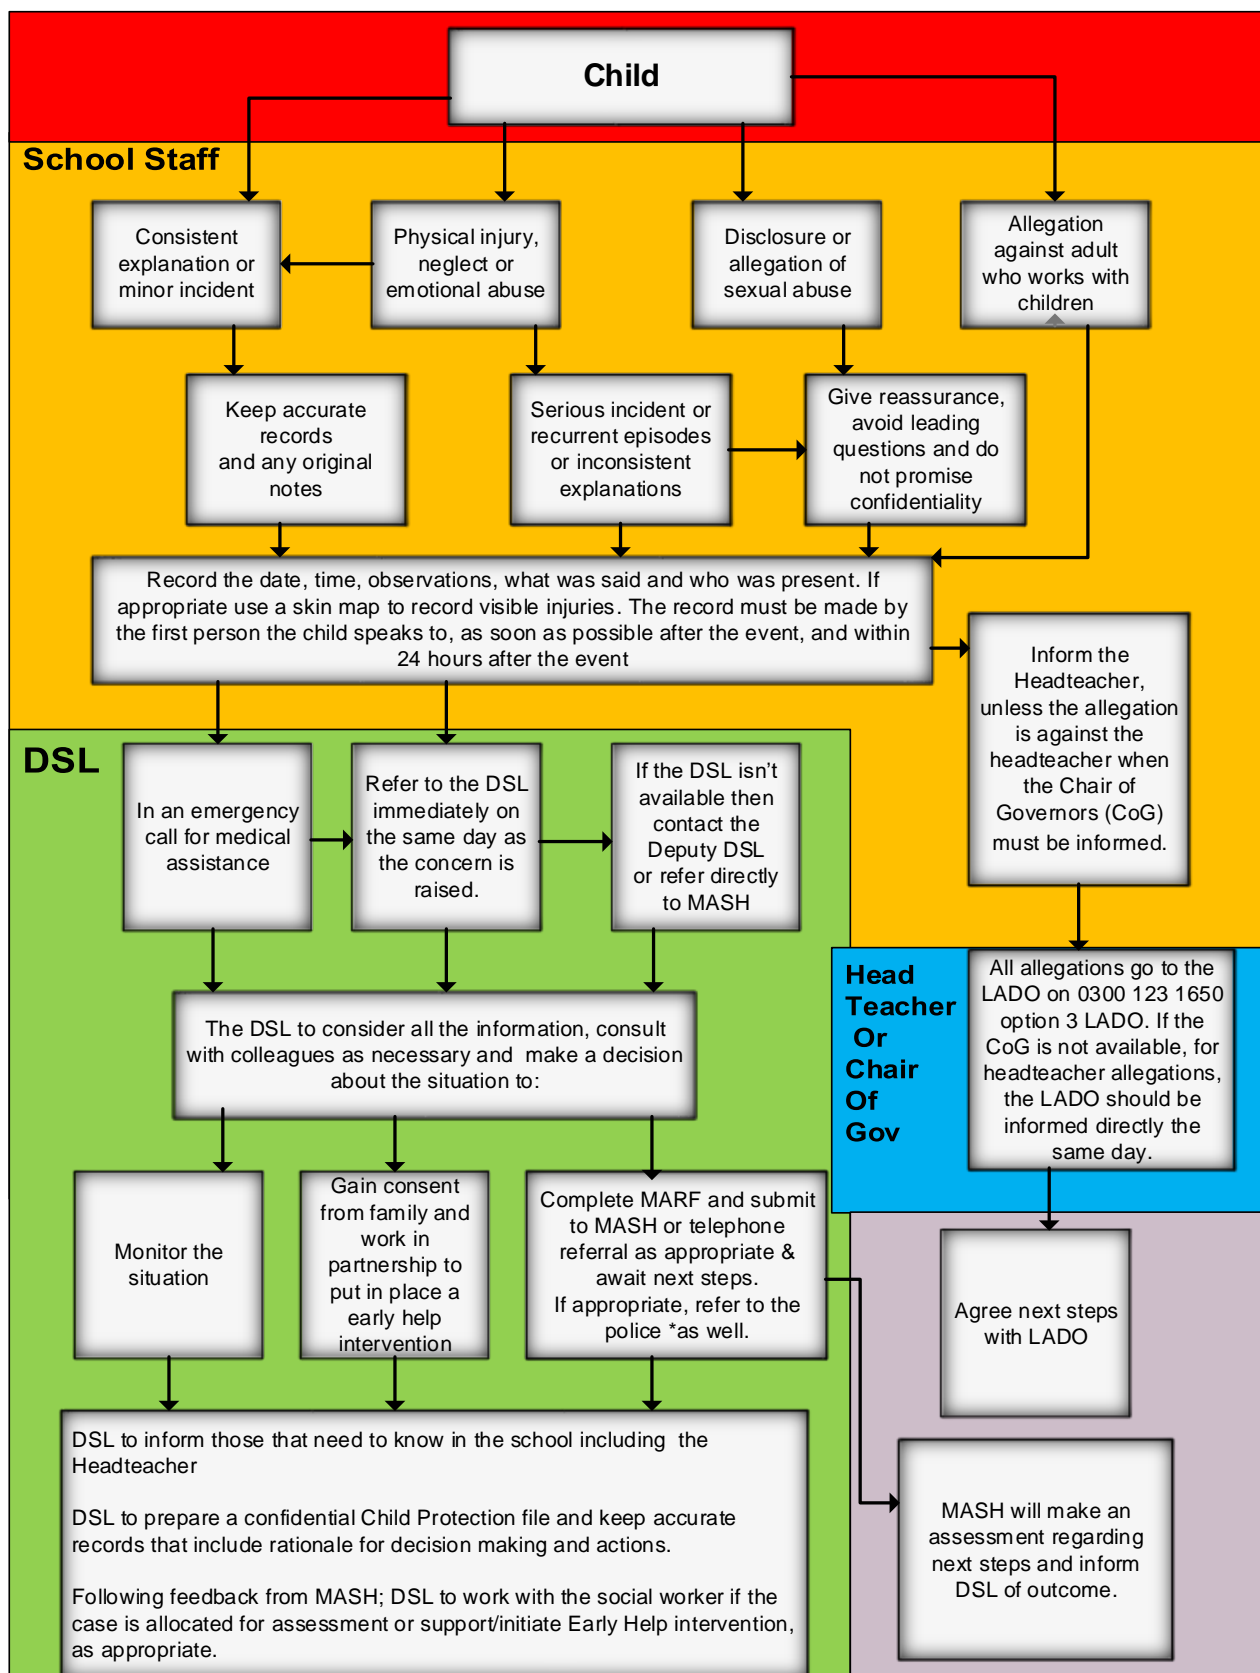 Child
School Staff
Consistent
explanation or
minor incident
Physical injury,
neglect or
emotional abuse
Disclosure or
allegation of
sexual abuse
Allegation
against adult
who works with
children
Keep accurate
records
and any original
notes
Serious incident or
recurrent episodes
or inconsistent
explanations
Give reassurance,
avoid leading
questions and do
not promise
confidentiality
Record the date, time, observations, what was said and who was present. If
appropriate use a skin map to record visible injuries. The record must be made by
the first person the child speaks to, as soon as possible after the event, and within
24 hours after the event
Inform the
Headteacher,
unless the allegation
is against the
headteacher when
the Chair of
Governors (CoG)
must be informed.
DSL
In an emergency
call for medical
assistance
Refer to the DSL
immediately on
the same day as
the concern is
raised.
If the DSL isn't
available then
contact the
Deputy DSL
or refer directly
to MASH
Head
Teacher
Or
Chair
Of
Gov
All allegations go to the
LADO on 0300 123 1650
option 3 LADO. If the
CoG is not available, for
headteacher allegations,
the LADO should be
informed directly the
same day.
The DSL to consider all the information, consult
with colleagues as necessary and make a decision
about the situation to:
Monitor the
situation
Gain consent
from family and
work in
partnership to
put in place a
early help
intervention
Complete MARF and submit
to MASH or telephone
referral as appropriate &
await next steps.
If appropriate, refer to the
police *as well.
Agree next steps
with LADO
DSL to inform those that need to know in the school including the
Headteacher
DSL to prepare a confidential Child Protection file and keep accurate
records that include rationale for decision making and actions.
Following feedback from MASH; DSL to work with the social worker if the
case is allocated for assessment or support/initiate Early Help intervention,
as appropriate.
MASH will make an
assessment regarding
next steps and inform
DSL of outcome.